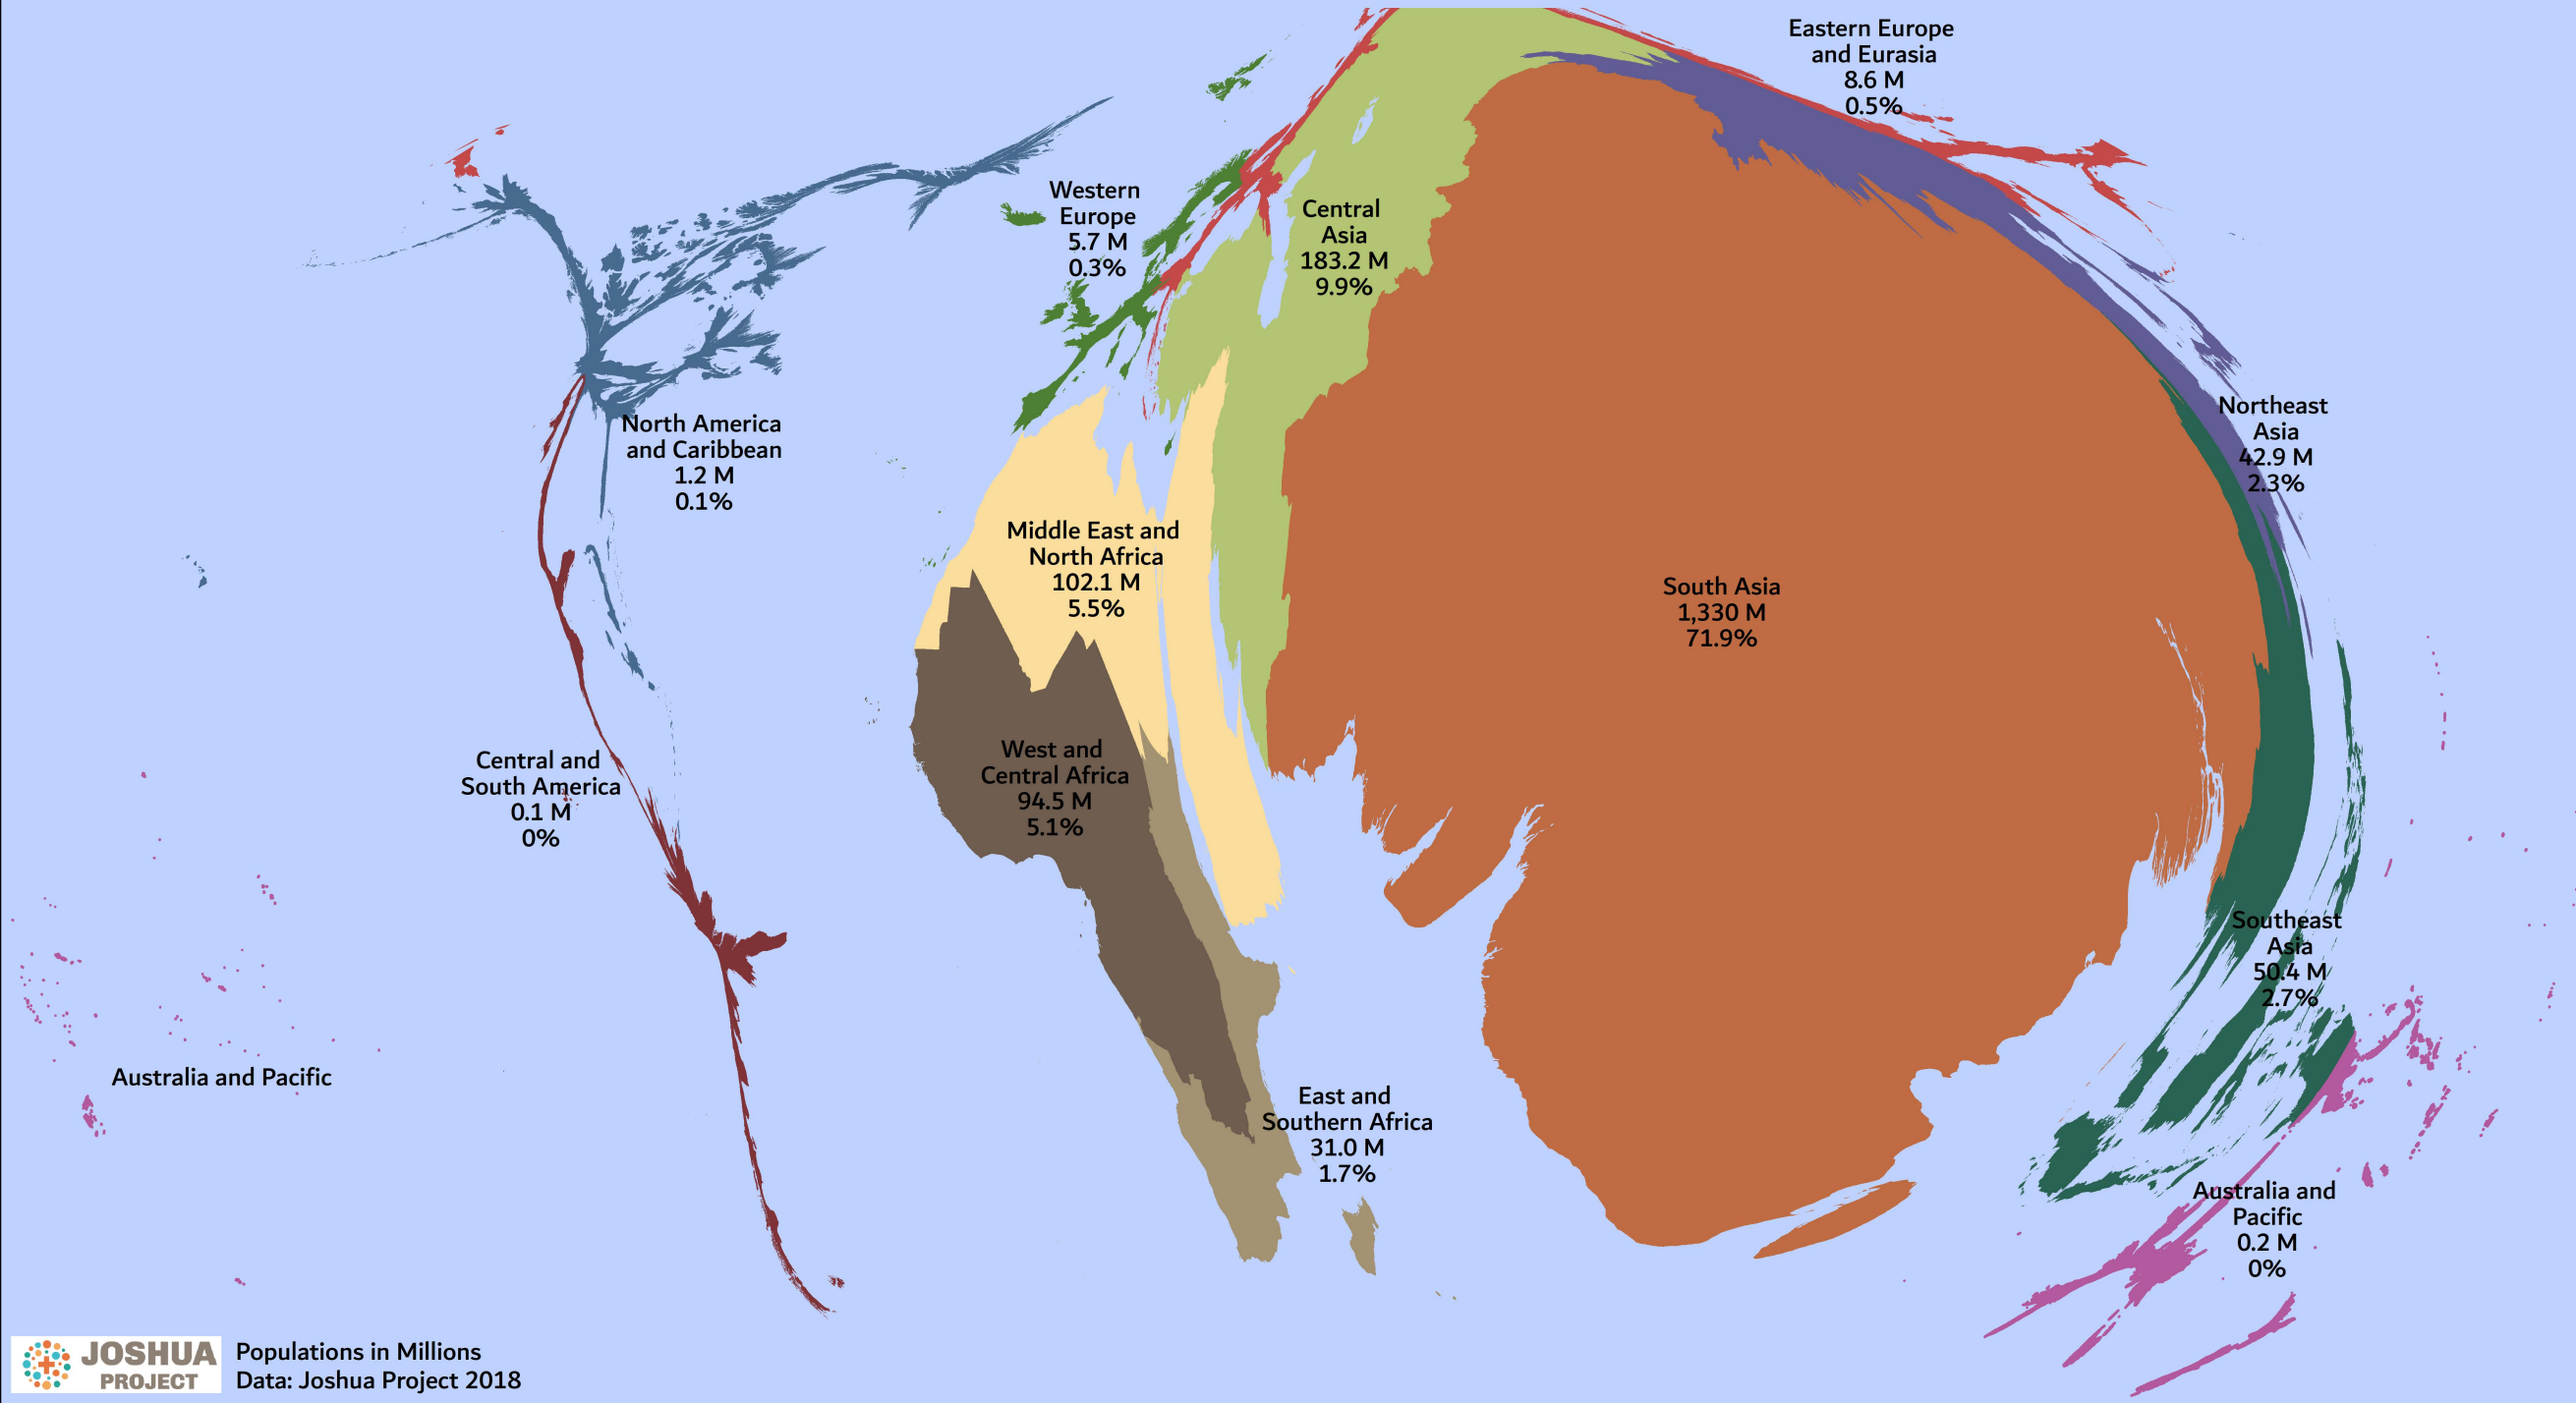 Eastern Europe
and Eurasia
8.6 M
0.5%
Western
Europe
5.7 M
0.3%
Central
Asia
183.2 M
9.9%
North America
and Caribbean
1.2 M
0.1%
Northeast
Asia
42.9 M
2.3%
Middle East and
North Africa
102.1 M
5.5%
South Asia
1,330 M
71.9%
West and
Central Africa
94.5 M
5.1%
Central and
South America
0.1 M
0%
Southeast
Asia
50.4 M
2.7%
Australia and Pacific
East and
Southern Africa
31.0 M
1.7%
Australia and
Pacific
0.2 M
0%
JOSHUA
PROJECT
Populations in Millions
Data: Joshua Project 2018